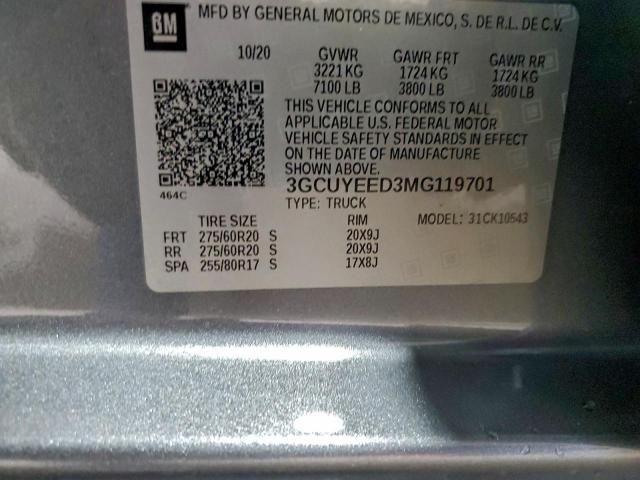 GM
MFD BY GENERAL MOTORS DE MEXICO, S. DE R.L. DE C.V.
10/20 GVWR GAWR FRT GAWR RR
3221 KG 1724 KG 1724 KG
7100 LB 3800 LB 3800 LB
THIS VEHICLE CONFORMS TO ALL
APPLICABLE U.S. FEDERAL MOTOR
VEHICLE SAFETY STANDARDS IN EFFECT
ON THE DATE OF MANUFACTURE
SHOWN ABOVE.
464C 3GCUYEED3MG119701
TYPE: TRUCK
TIRE SIZE RIM MODEL: 31CK10543
FRT 275/60R20 S 20X9J
RR 275/60R20 S 20X9J
SPA 255/80R17 S 17X8J